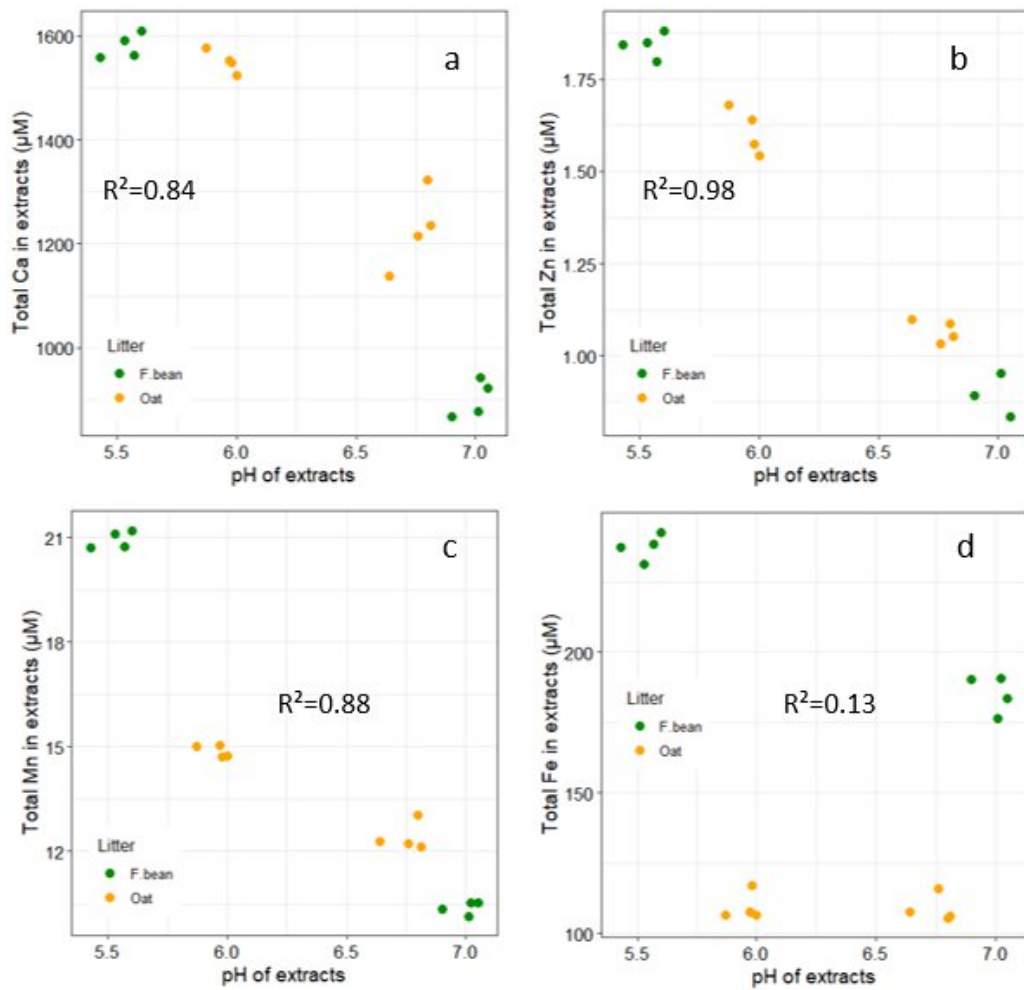 a
1600
1400
1200
1000
Total Ca in extracts (µM)
R²=0.84
Litter
F.bean
Oat
5.5 6.0 6.5 7.0
pH of extracts
b
1.75
1.50
1.25
1.00
Total Zn in extracts (µM)
R²=0.98
Litter
F.bean
Oat
5.5 6.0 6.5 7.0
pH of extracts
c
21
18
15
12
Total Mn in extracts (µM)
R²=0.88
Litter
F.bean
Oat
5.5 6.0 6.5 7.0
pH of extracts
d
200
150
100
Total Fe in extracts (µM)
R²=0.13
Litter
F.bean
Oat
5.5 6.0 6.5 7.0
pH of extracts